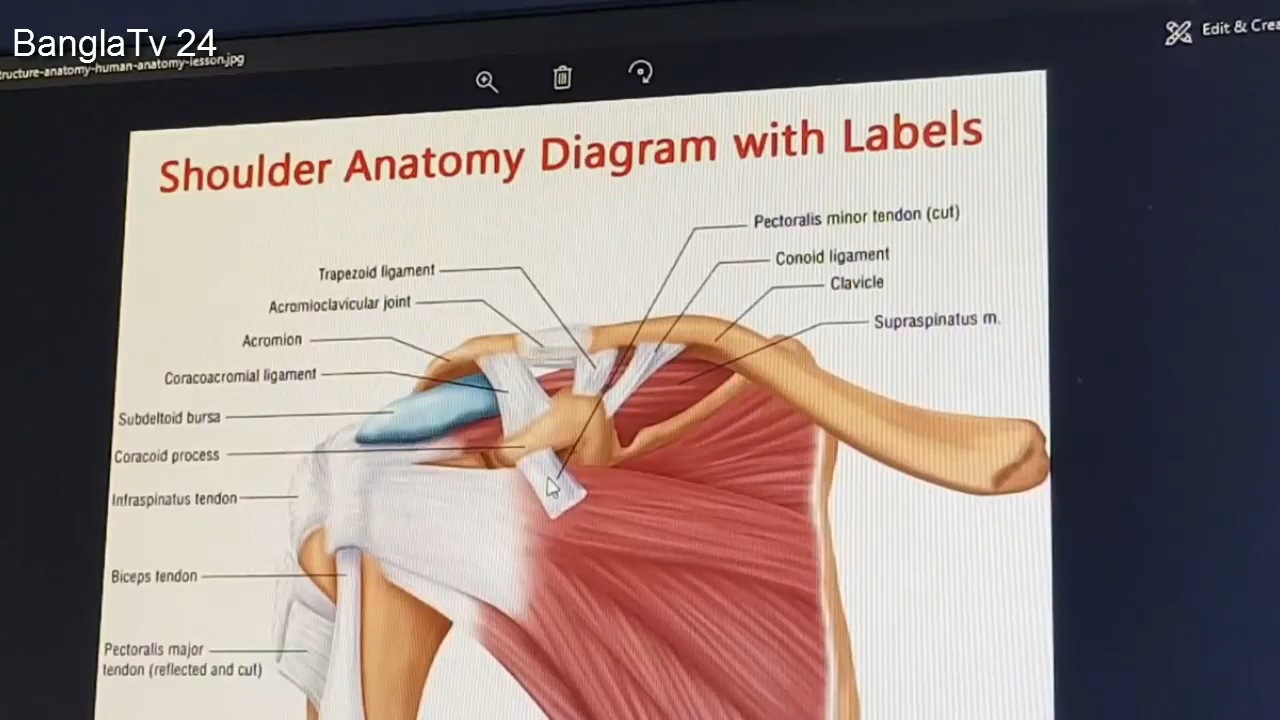 BanglaTv 24
ructure-anatomy-human-anatomy-lesson.jpg
Edit & Crea
Shoulder Anatomy Diagram with Labels
Pectoralis minor tendon (cut)
Conoid ligament
Clavicle
Supraspinatus m.
Trapezoid ligament
Acromioclavicular joint
Acromion
Coracoacromial ligament
Subdeltoid bursa
Coracoid process
Infraspinatus tendon
Biceps tendon
Pectoralis major
tendon (reflected and cut)